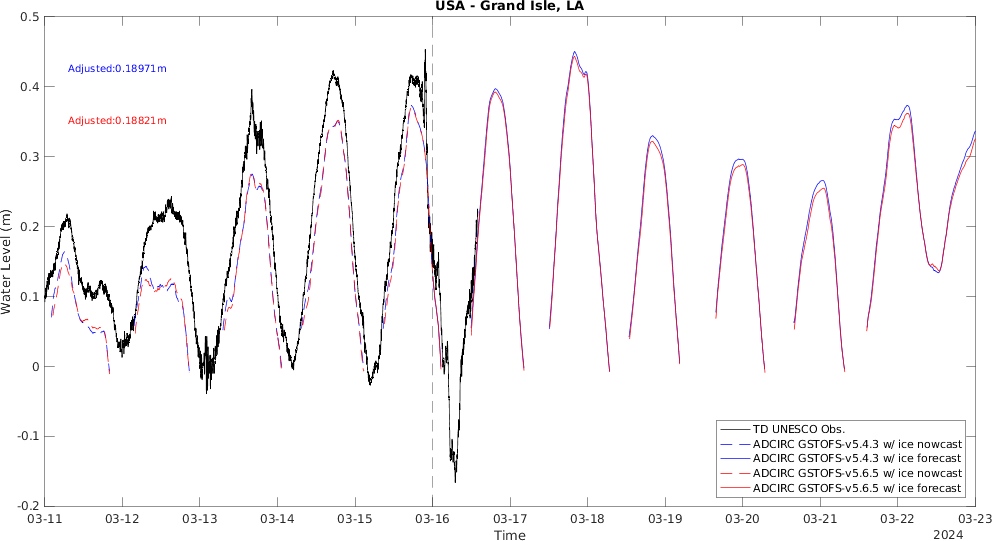 USA - Grand Isle, LA
0.5
0.4
0.3
0.2
0.1
0
-0.1
-0.2
Water Level (m)
Adjusted:0.18971m
Adjusted:0.18821m
TD UNESCO Obs.
ADCIRC GSTOFS-v5.4.3 w/ ice nowcast
ADCIRC GSTOFS-v5.4.3 w/ ice forecast
ADCIRC GSTOFS-v5.6.5 w/ ice nowcast
ADCIRC GSTOFS-v5.6.5 w/ ice forecast
03-11 03-12 03-13 03-14 03-15 03-16 03-17 03-18 03-19 03-20 03-21 03-22 03-23
Time
2024